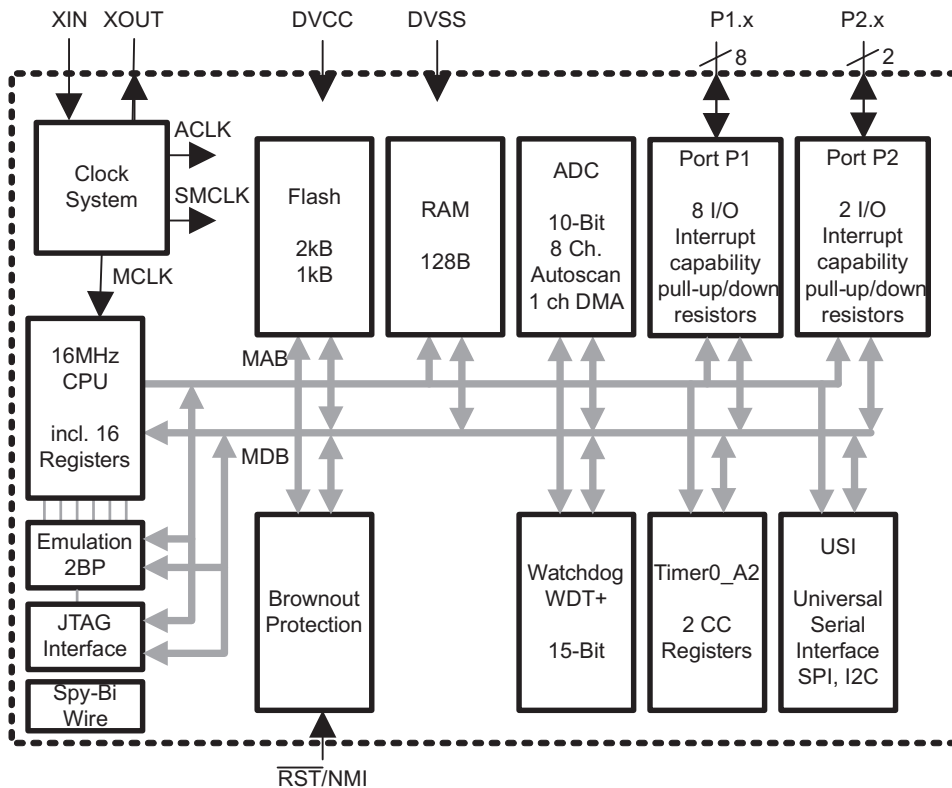 XIN XOUT DVCC DVSS P1.x P2.x
8 2
ACLK
SMCLK
MCLK
Clock
System
Flash
2kB
1kB
RAM
128B
ADC
10-Bit
8 Ch.
Autoscan
1 ch DMA
Port P1
8 I/O
Interrupt
capability
pull-up/down
resistors
Port P2
2 I/O
Interrupt
capability
pull-up/down
resistors
16MHz
CPU
incl. 16
Registers
MAB
MDB
Emulation
2BP
JTAG
Interface
Spy-Bi
Wire
Brownout
Protection
Watchdog
WDT+
15-Bit
Timer0_A2
2 CC
Registers
USI
Universal
Serial
Interface
SPI, I2C
RST/NMI